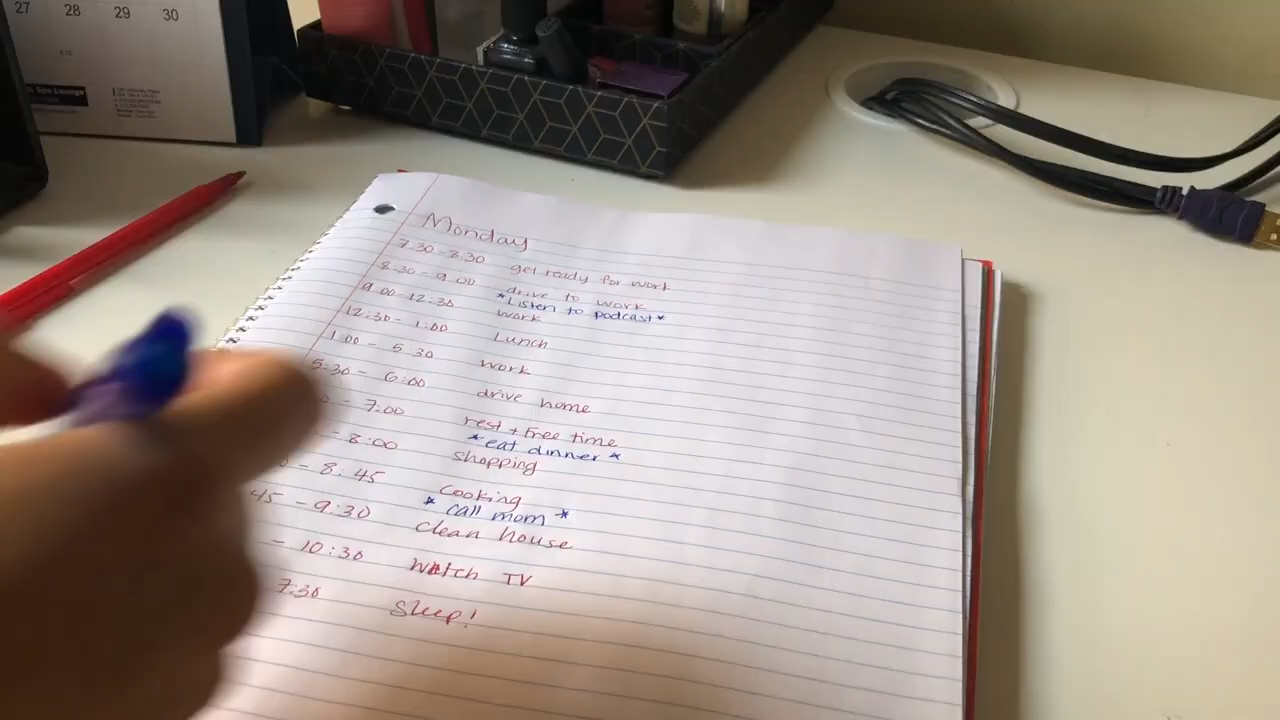 27 28 29 30
Spa Lounge
Monday
7:30-8:30 get ready for work
8:30-9:00 drive to work
*Listen to podcast*
9:00-12:30 work
12:30-1:00 Lunch
1:00-5:30 work
5:30-6:00 drive home
-7:00 rest + Free time
*eat dinner*
-8:00 shopping
-8:45 Cooking
*call mom*
45-9:30 clean house
-10:30 Watch TV
7:30 Sleep!